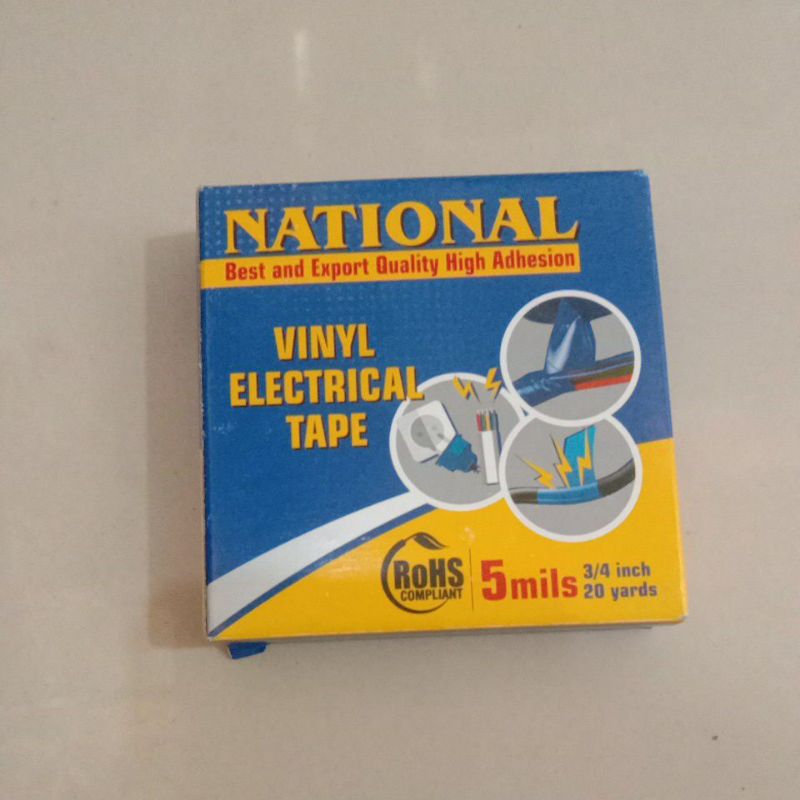 NATIONAL
Best and Export Quality High Adhesion
VINYL
ELECTRICAL
TAPE
RoHS
COMPLIANT
5mils
3/4 inch
20 yards